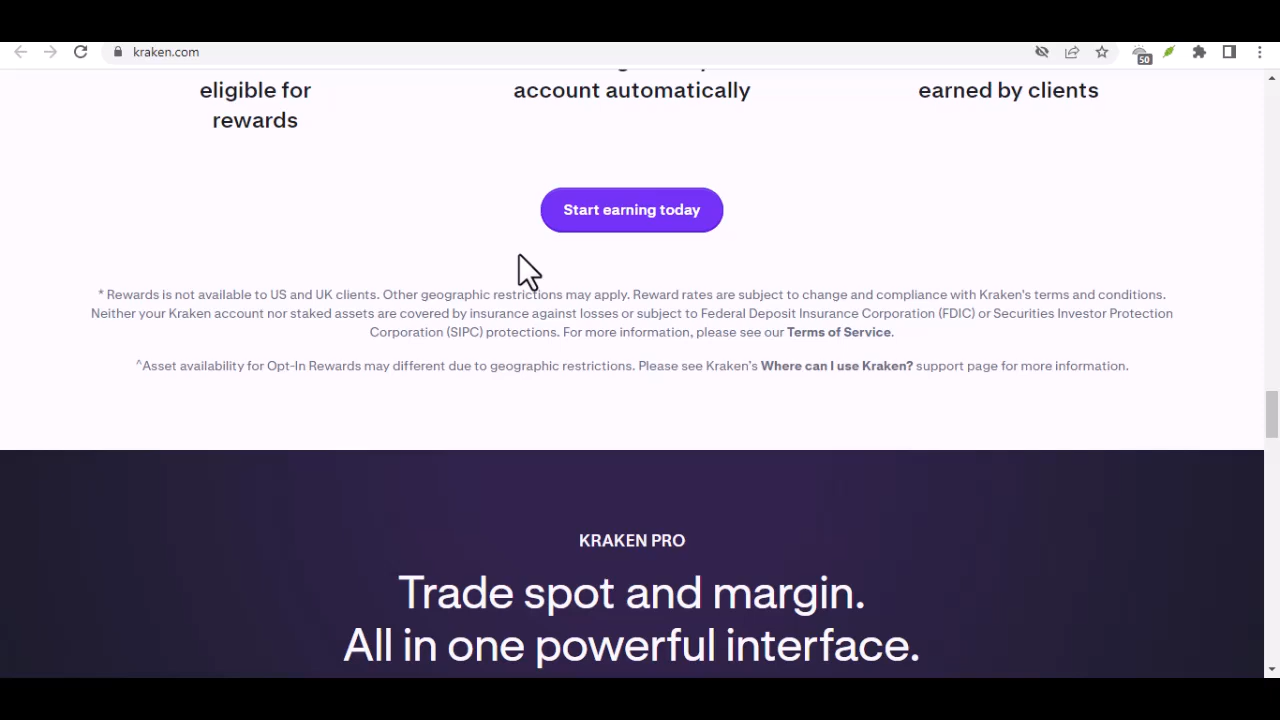 kraken.com
50
eligible for
account automatically
earned by clients
rewards
Start earning today
* Rewards is not available to US and UK clients. Other geographic restrictions may apply. Reward rates are subject to change and compliance with Kraken's terms and conditions.
Neither your Kraken account nor staked assets are covered by insurance against losses or subject to Federal Deposit Insurance Corporation (FDIC) or Securities Investor Protection
Corporation (SIPC) protections. For more information, please see our Terms of Service.
^Asset availability for Opt-In Rewards may different due to geographic restrictions. Please see Kraken's Where can I use Kraken? support page for more information.
KRAKEN PRO
Trade spot and margin.
All in one powerful interface.